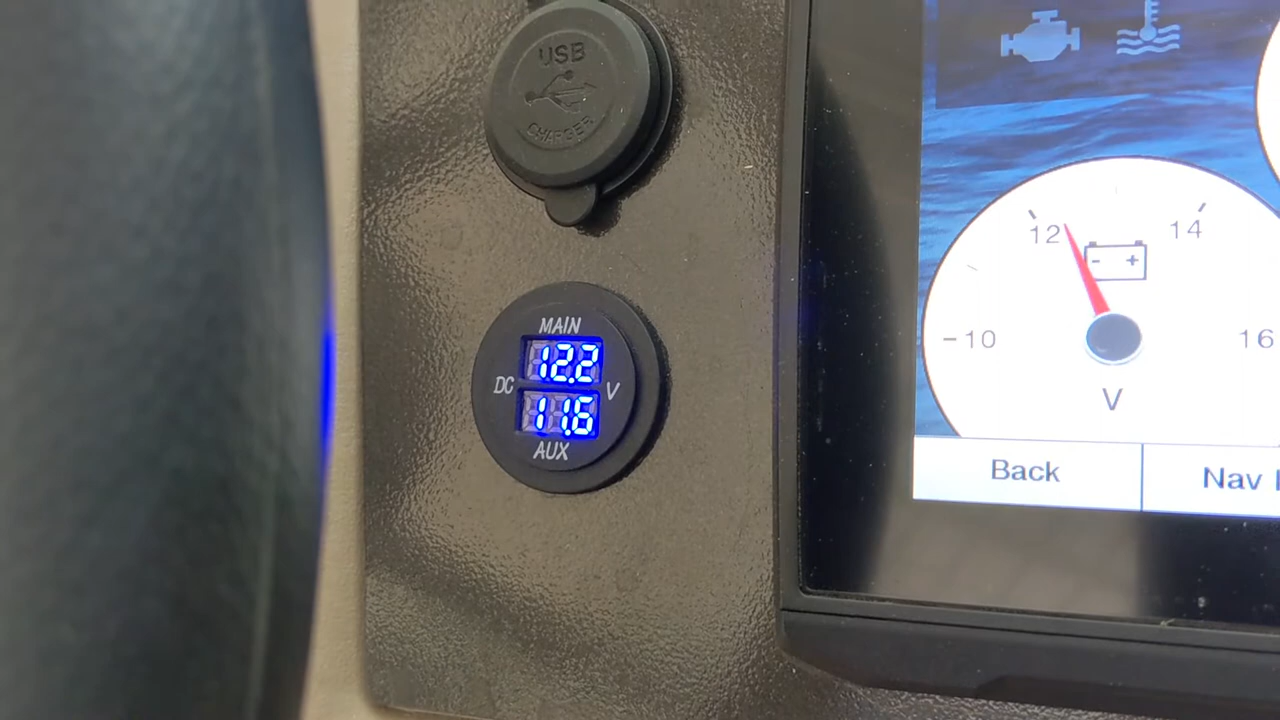 USB
CHARGER
MAIN
12.2
DC V
11.6
AUX
12 14
10 16
- +
V
Back Nav